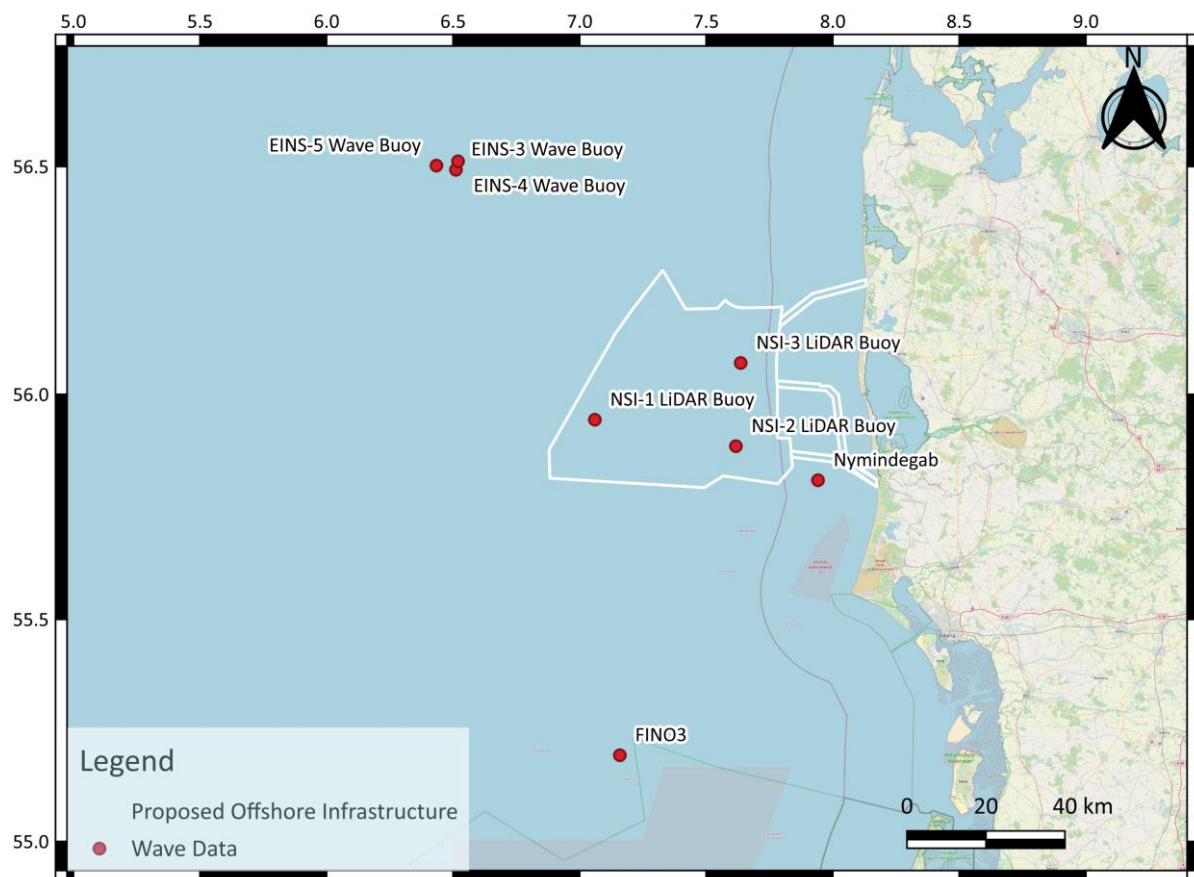 5.0 6.0 6.5 7.0 7.5 8.0 8.5 9.0
N
EINS-5 Wave Buoy
EINS-3 Wave Buoy
56.5
EINS-4 Wave Buoy
NSI-3 LiDAR Buoy
56.0
NSI-1 LiDAR Buoy
NSI-2 LiDAR Buoy
Nymindegab
55.5
FINO3
Legend
Proposed Offshore Infrastructure
Wave Data
0 20 40 km
55.0